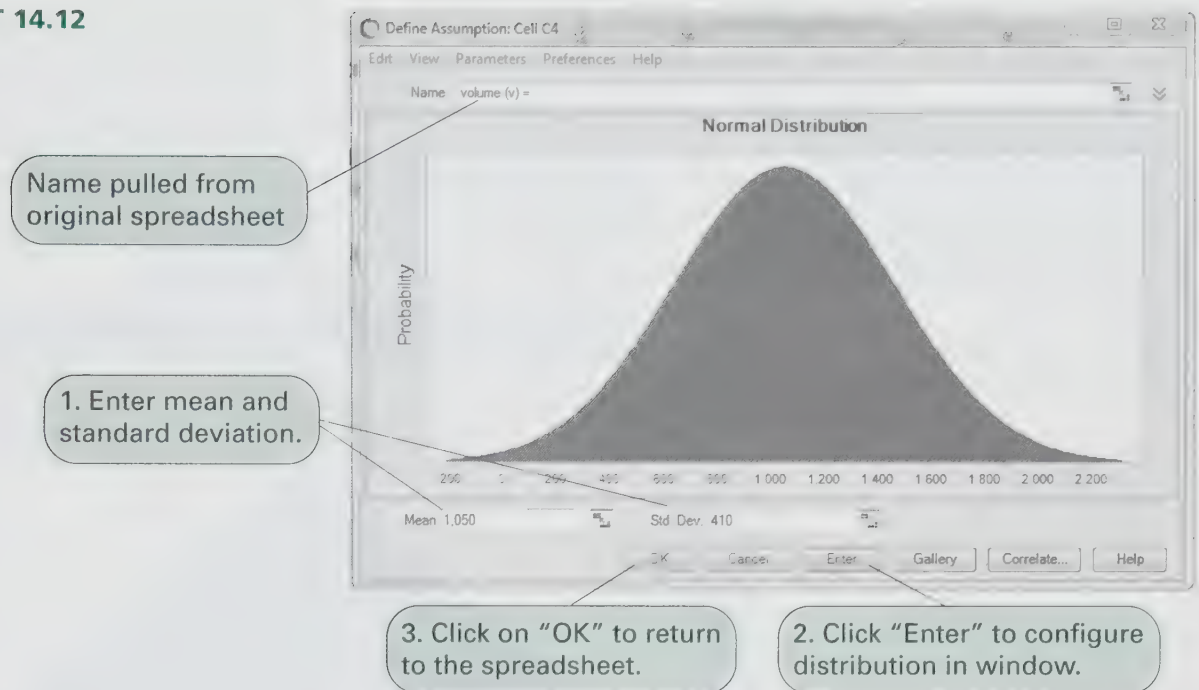 14.12
Define Assumption: Cell C4
Edit View Parameters Preferences Help
Name volume (v) =
Normal Distribution
Name pulled from
original spreadsheet
Probability
1. Enter mean and
standard deviation.
200 400 600 1 000 1,200 1 400 1 600 1 800 2 000 2 200
Mean 1,050 Std Dev. 410
Cancel Enter Gallery Correlate... Help
3. Click on "OK" to return
to the spreadsheet.
2. Click "Enter" to configure
distribution in window.